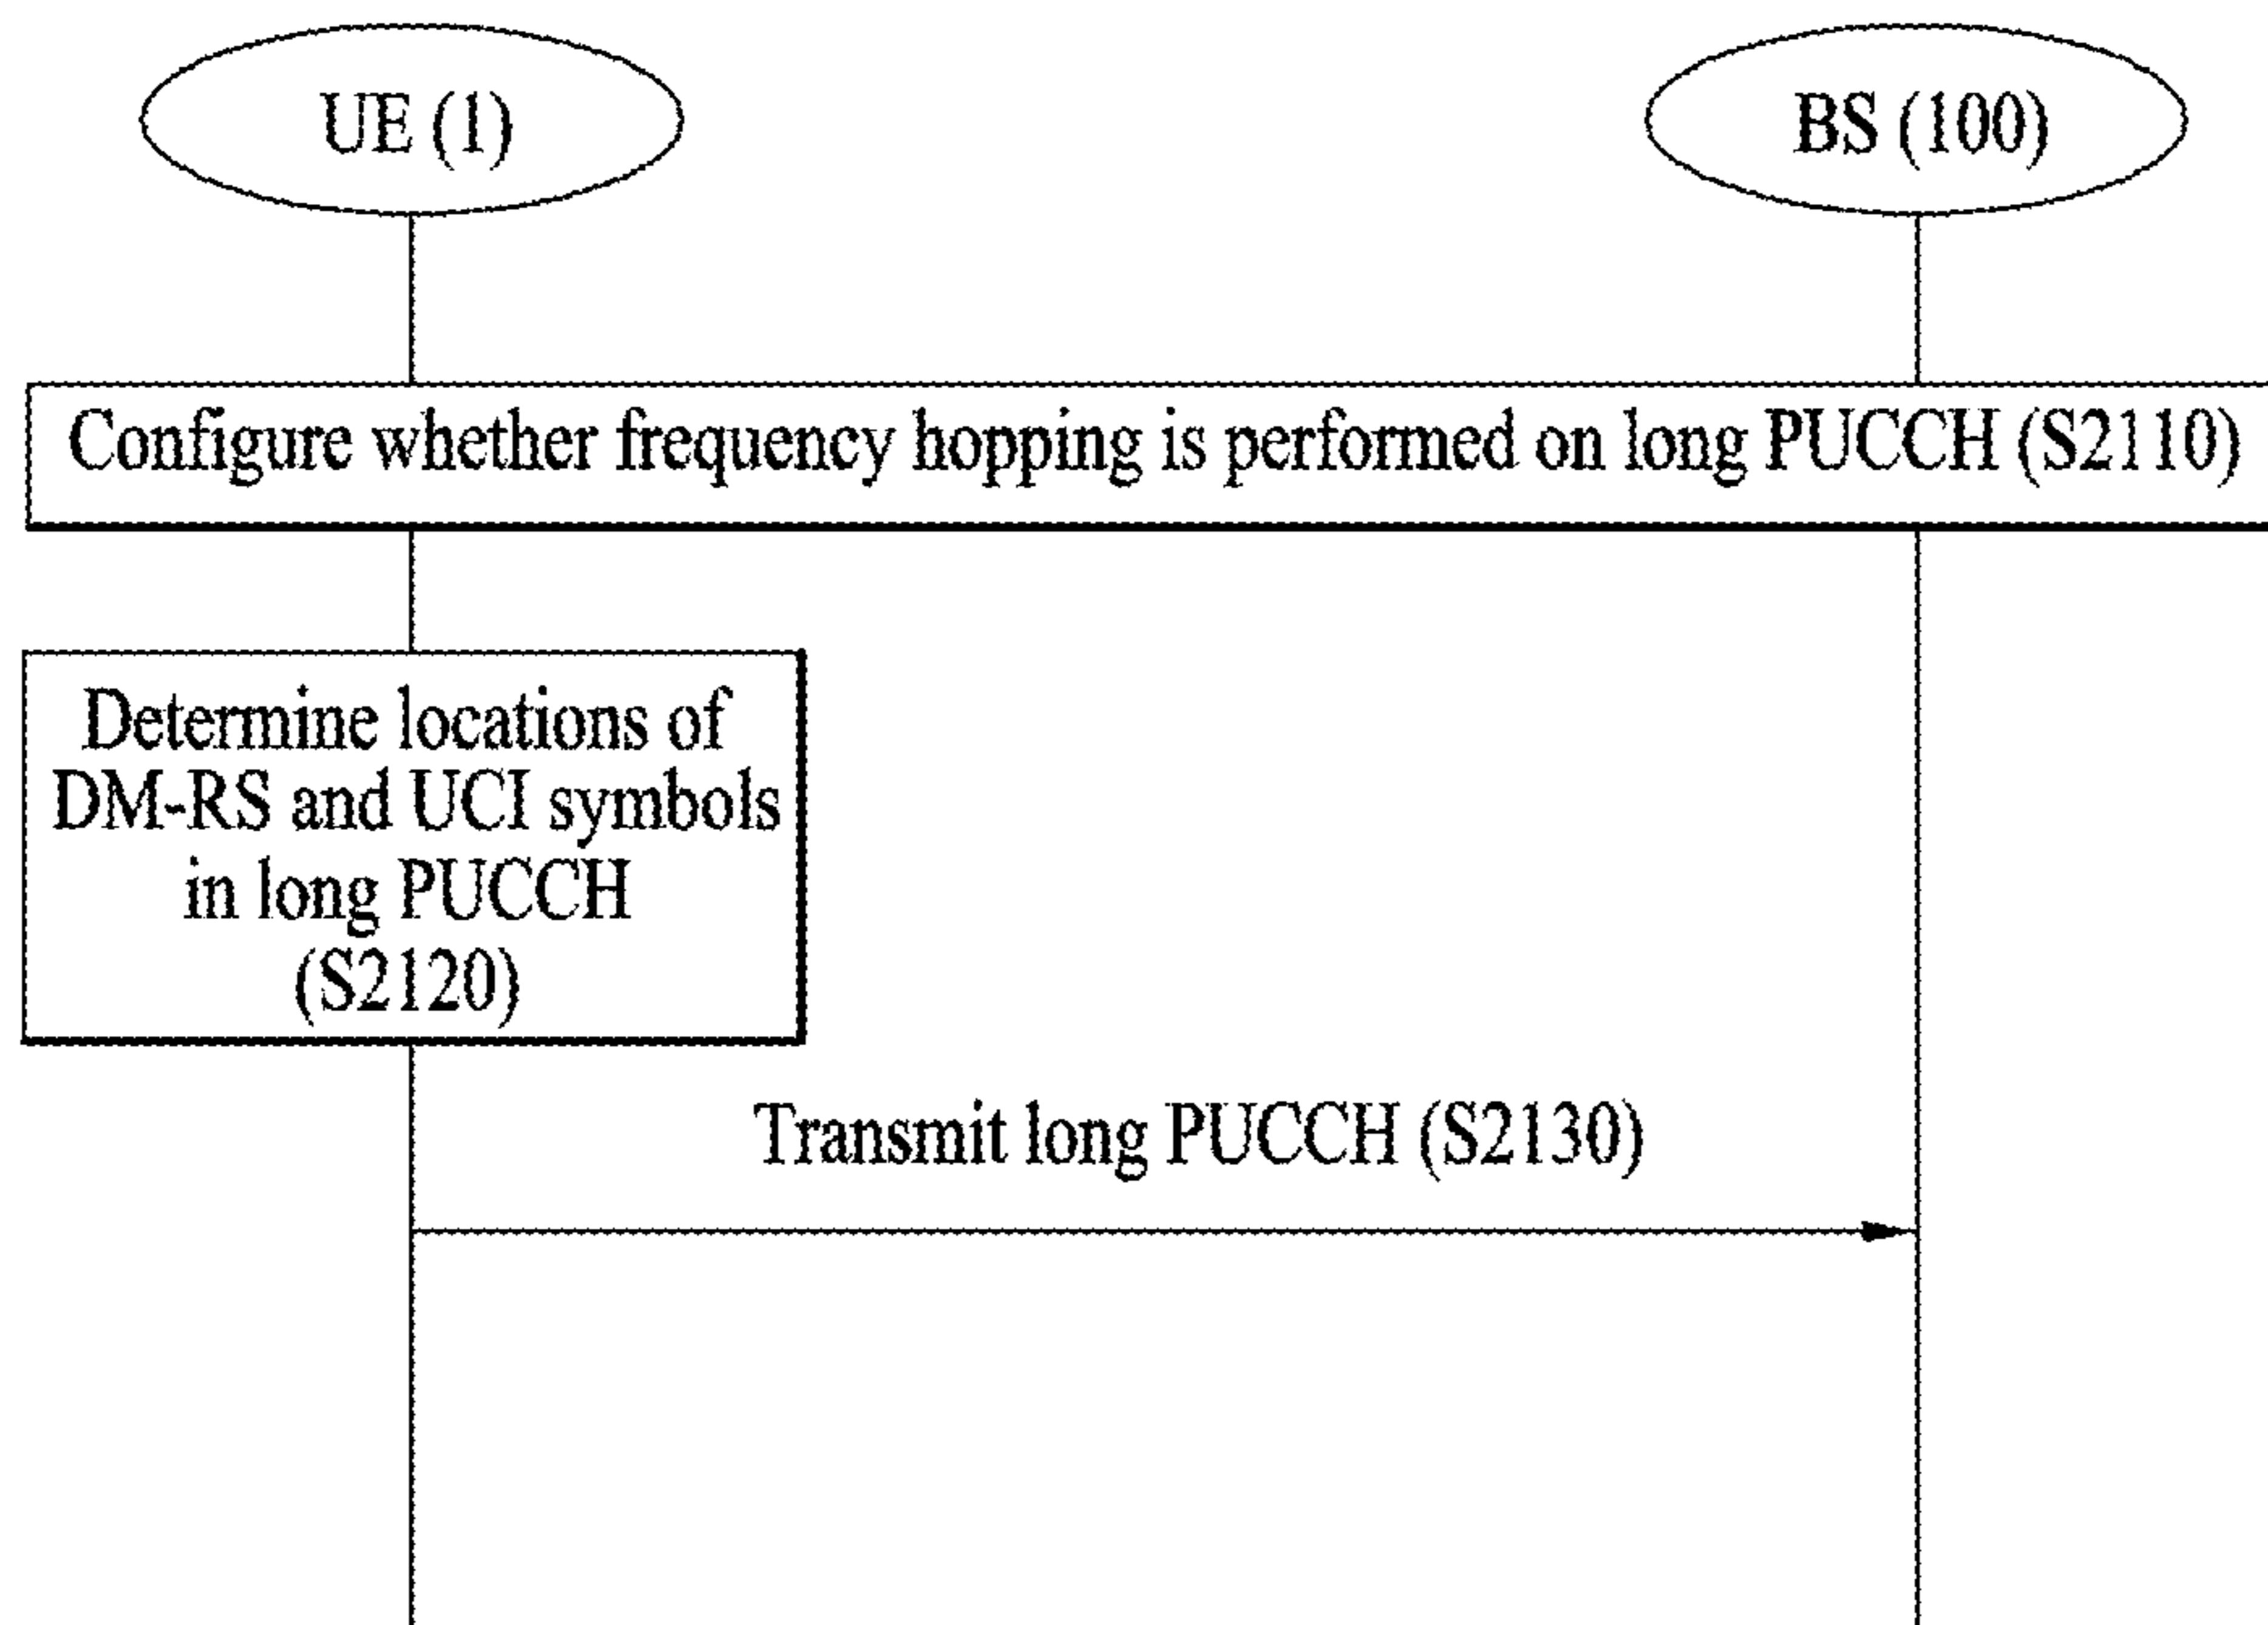 UE (1)
BS (100)
Configure whether frequency hopping is performed on long PUCCH (S2110)
Determine locations of
DM-RS and UCI symbols
in long PUCCH
(S2120)
Transmit long PUCCH (S2130)